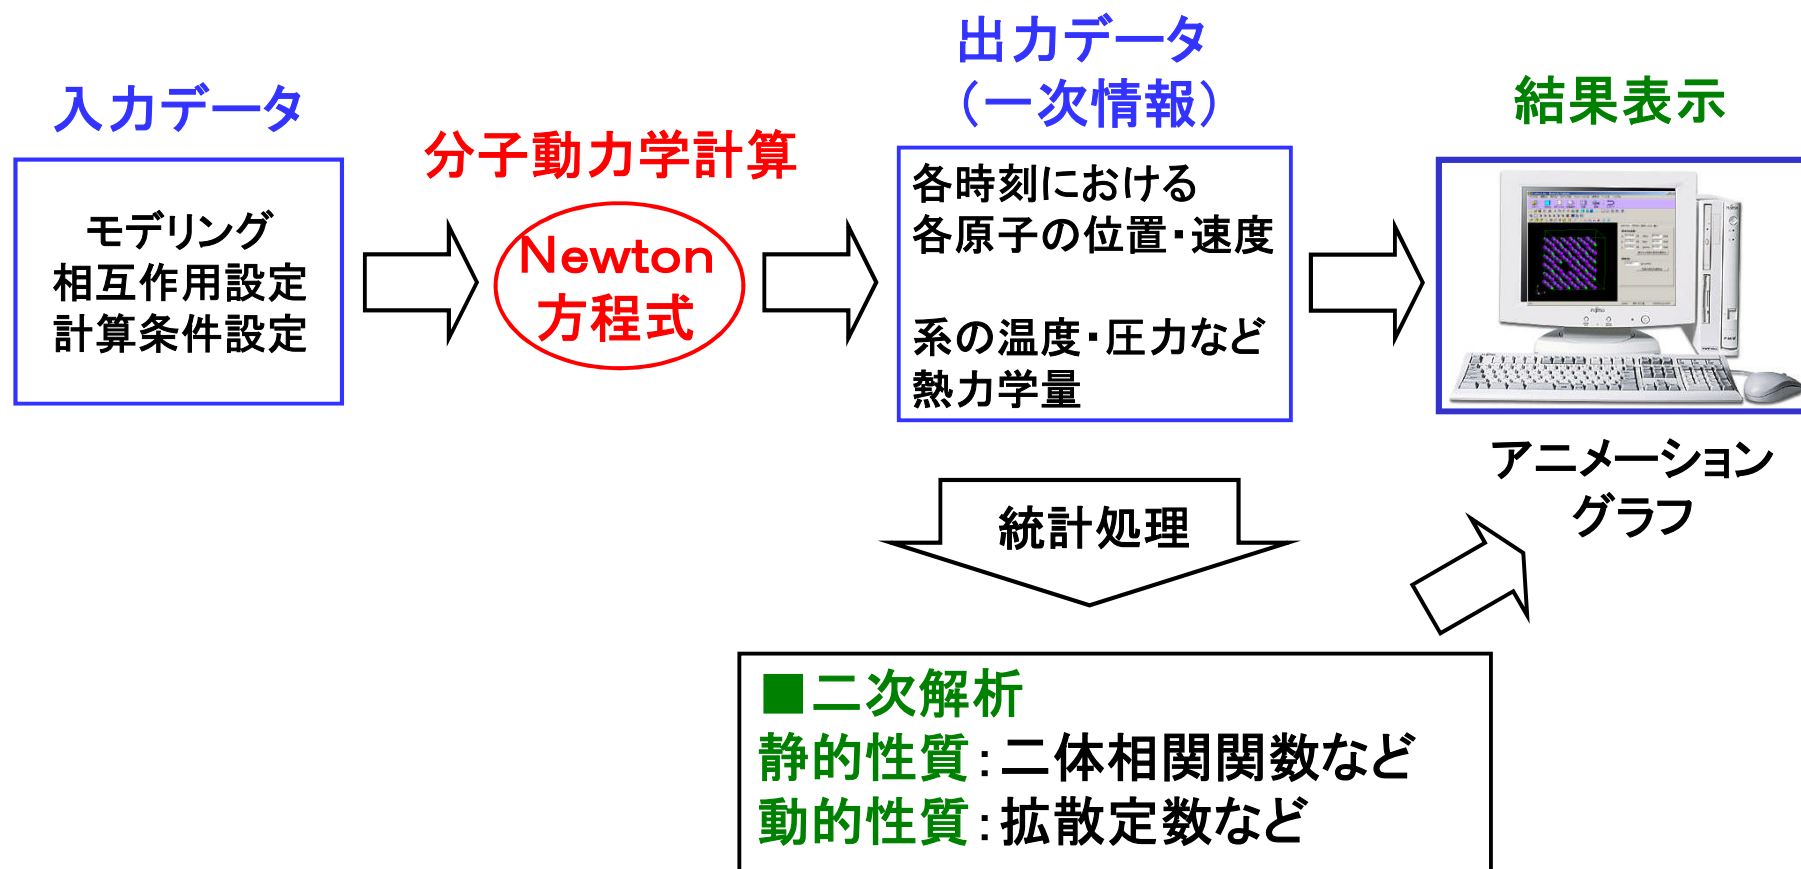 入力データ
モデリング
相互作用設定
計算条件設定
分子動力学計算
Newton
方程式
出力データ
（一次情報）
各時刻における
各原子の位置・速度
系の温度・圧力など
熱力学量
結果表示
アニメーション
グラフ
統計処理
■二次解析
静的性質：二体相関関数など
動的性質：拡散定数など